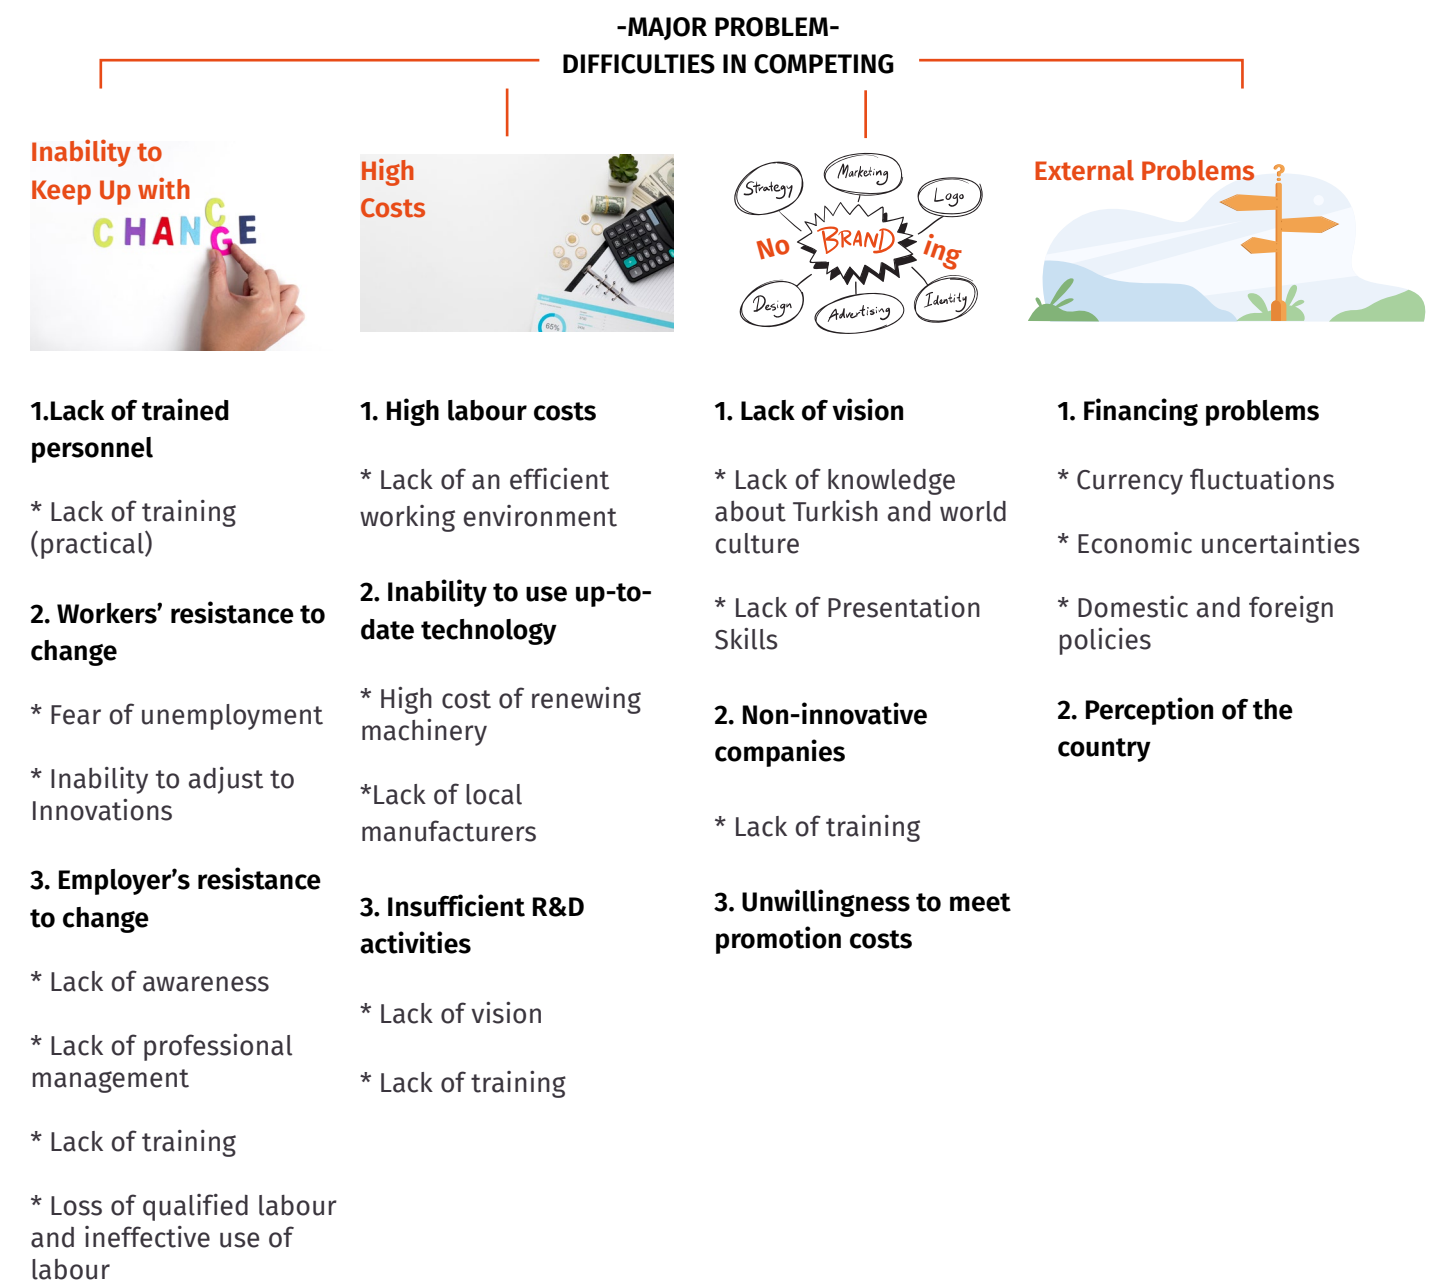 -MAJOR PROBLEM-
DIFFICULTIES IN COMPETING
Inability to
Keep Up with
CHANGE
C
1.Lack of trained
personnel
* Lack of training
(practical)
2. Workers’ resistance to
change
* Fear of unemployment
* Inability to adjust to
Innovations
3. Employer’s resistance
to change
* Lack of awareness
* Lack of professional
management
* Lack of training
* Loss of qualified labour
and ineffective use of
labour
High
Costs
65%
1. High labour costs
* Lack of an efficient
working environment
2. Inability to use up-to-
date technology
* High cost of renewing
machinery
*Lack of local
manufacturers
3. Insufficient R&D
activities
* Lack of vision
* Lack of training
Strategy
Marketing
Logo
No BRAND ing
Design
Advertising
Identity
1. Lack of vision
* Lack of knowledge
about Turkish and world
culture
* Lack of Presentation
Skills
2. Non-innovative
companies
* Lack of training
3. Unwillingness to meet
promotion costs
External Problems
?
1. Financing problems
* Currency fluctuations
* Economic uncertainties
* Domestic and foreign
policies
2. Perception of the
country